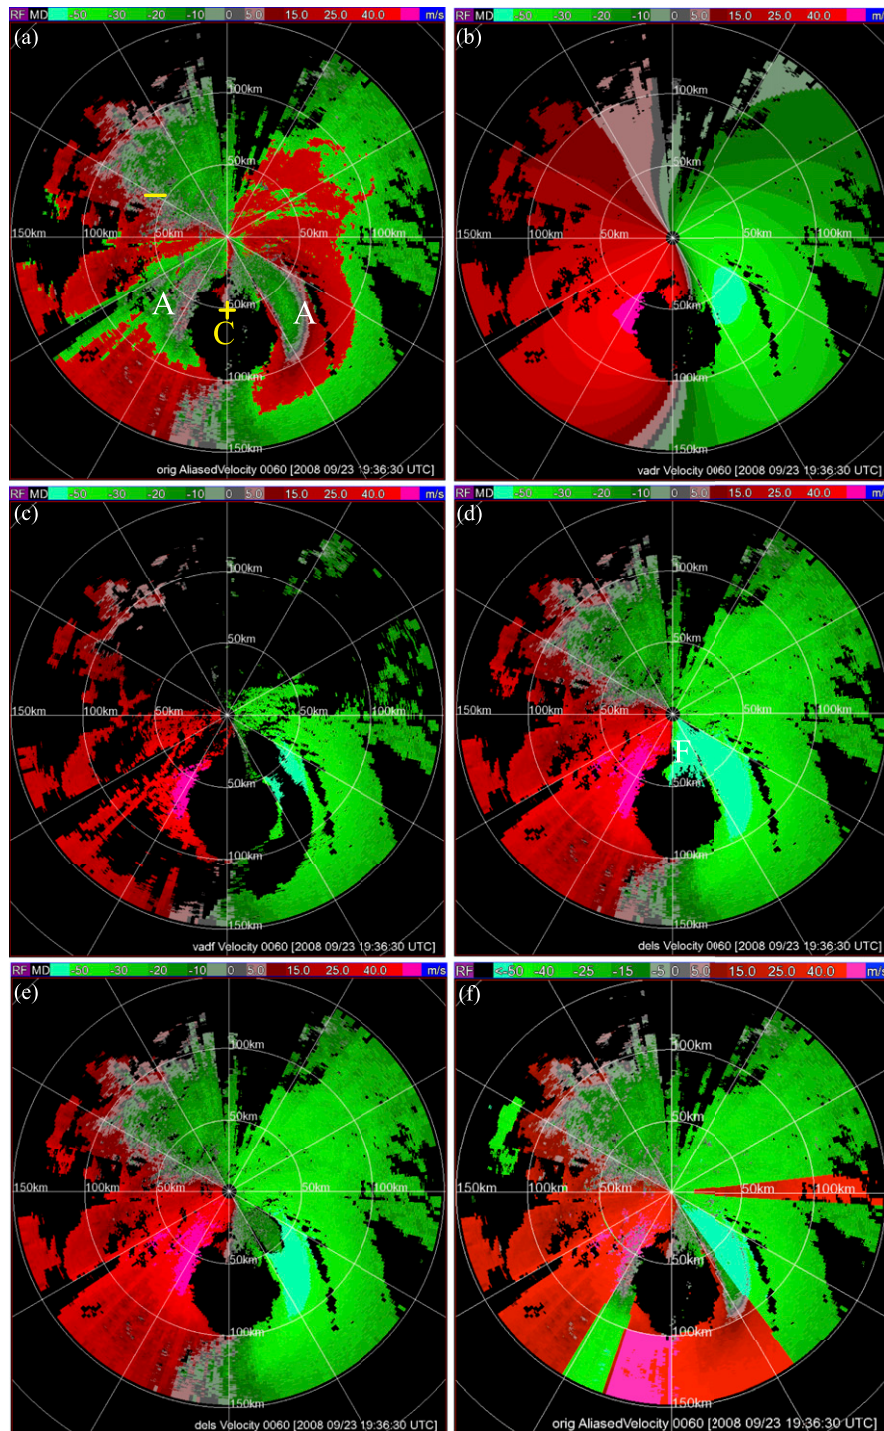 RF MD -50 -30 -20 -10 0 5.0 15.0 25.0 40.0 m/s
(a)
100km
50km
150km 100km 50km 50km 100km
A A
50km
C
100km
150km
orig AliasedVelocity 0060 [2008 09/23 19:36:30 UTC]
RF MD -50 -30 -20 -10 0 5.0 15.0 25.0 40.0 m/s
(b)
100km
50km
150km 100km 50km 50km 100km
50km
100km
150km
vadr Velocity 0060 [2008 09/23 19:36:30 UTC]
RF MD -50 -30 -20 -10 0 5.0 15.0 25.0 40.0 m/s
(c)
100km
50km
150km 100km 50km 50km 100km
50km
100km
150km
vadf Velocity 0060 [2008 09/23 19:36:30 UTC]
RF MD -50 -30 -20 -10 0 5.0 15.0 25.0 40.0 m/s
(d)
100km
50km
150km 100km 50km 50km 100km
F
50km
100km
150km
dels Velocity 0060 [2008 09/23 19:36:30 UTC]
RF MD -50 -30 -20 -10 0 5.0 15.0 25.0 40.0 m/s
(e)
100km
50km
150km 100km 50km 50km 100km
50km
100km
150km
dels Velocity 0060 [2008 09/23 19:36:30 UTC]
RF <-50 -40 -25 -15 -5 0 5.0 15.0 25.0 40.0 m/s
(f)
100km
50km
150km 100km 50km 50km 100km
50km
100km
150km
orig AliasedVelocity 0060 [2008 09/23 19:36:30 UTC]